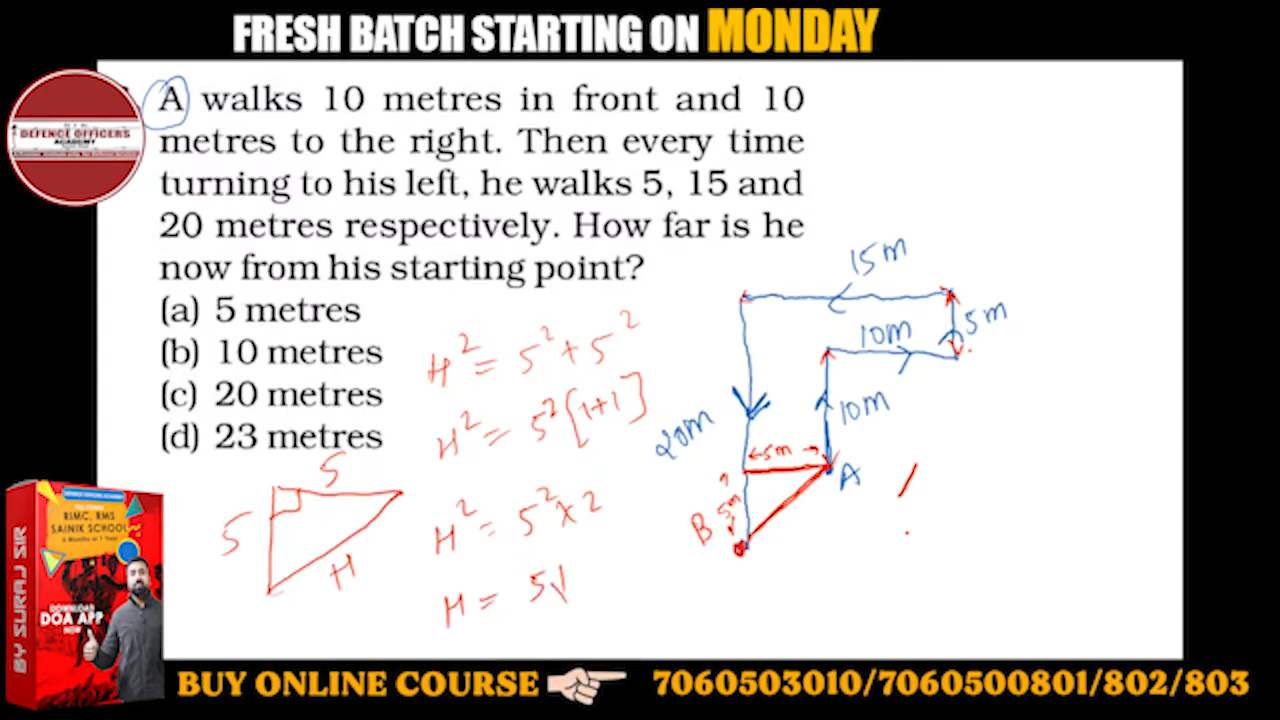 FRESH BATCH STARTING ON MONDAY
DEFENCE OFFICERS
ACADEMY
A walks 10 metres in front and 10
metres to the right. Then every time
turning to his left, he walks 5, 15 and
20 metres respectively. How far is he
now from his starting point?
(a) 5 metres
(b) 10 metres
(c) 20 metres
(d) 23 metres
H² = 5² + 5²
H² = 5² [1+1]
H² = 5² x 2
H = 5√
5
5
H
15m
5m
10m
10m
20m
5m
5m
A
B
DEFENCE OFFICERS ACADEMY
RIMC, RMS
SAINIK SCHOOL
BY SURAJ SIR
DOWNLOAD
DOA APP
NOW
BUY ONLINE COURSE 7060503010/7060500801/802/803